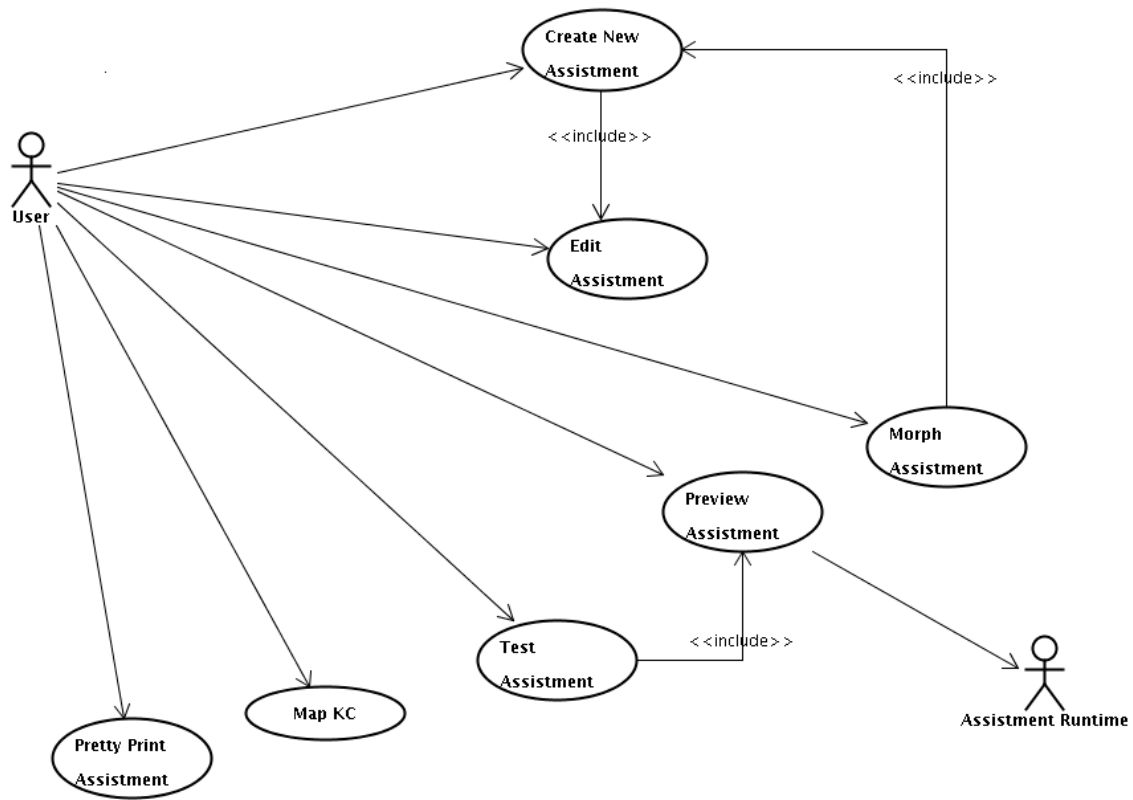 Create New
Assistment
<<include>>
<<include>>
User
Edit
Assistment
Morph
Assistment
Preview
Assistment
Test
Assistment
<<include>>
Map KC
Assistment Runtime
Pretty Print
Assistment